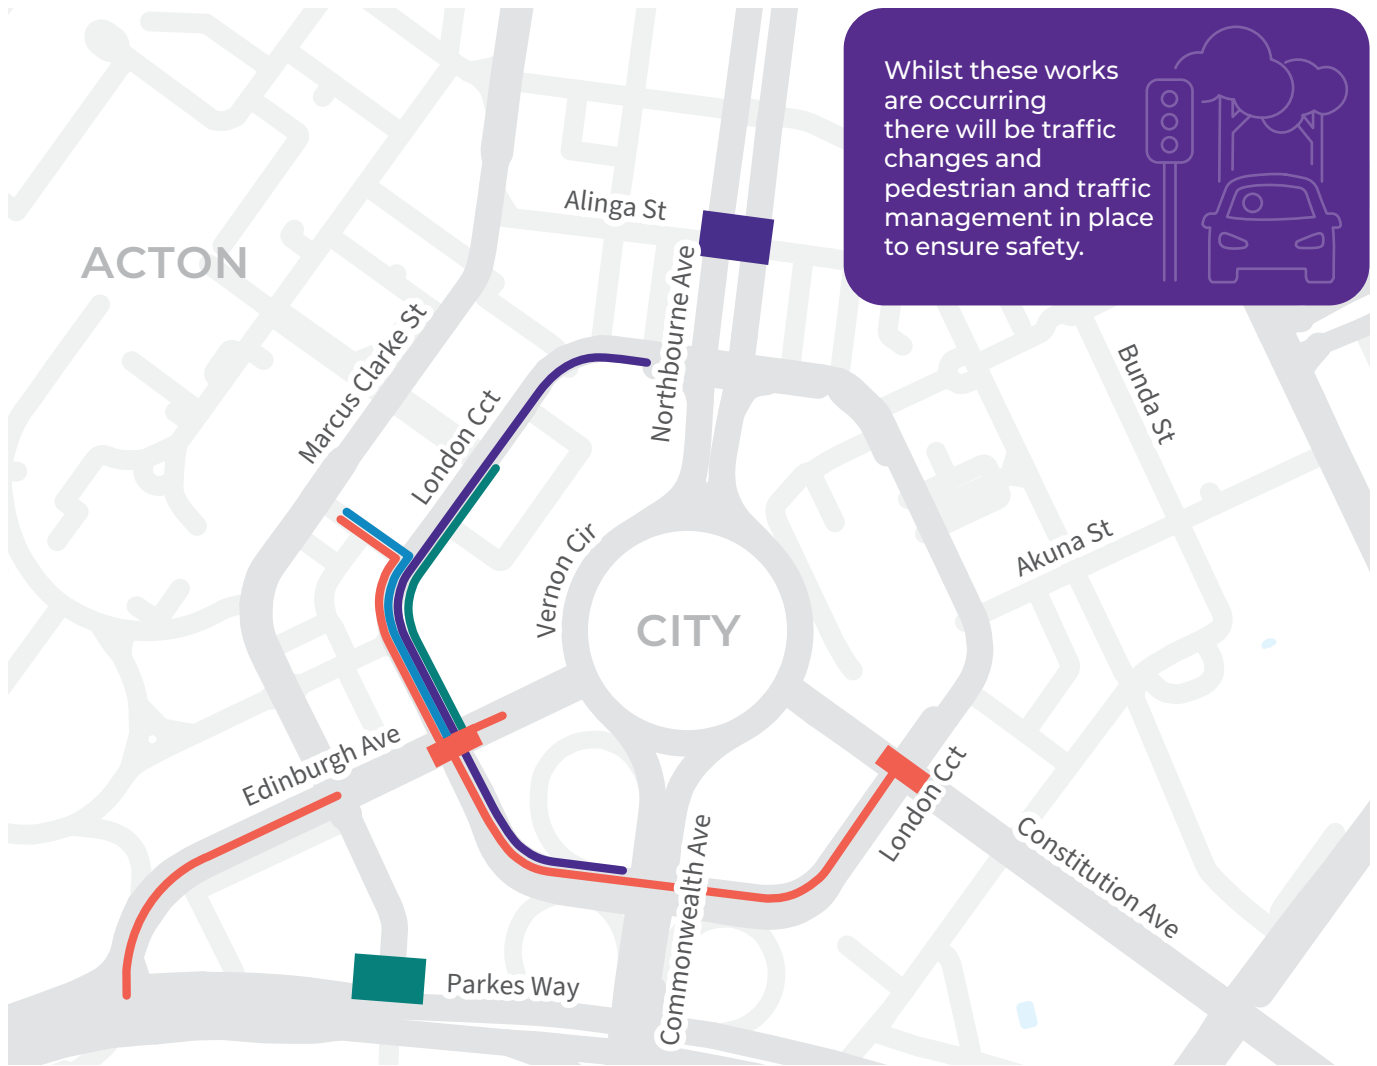 Whilst these works
are occurring
there will be traffic
changes and
pedestrian and traffic
management in place
to ensure safety.
Alinga St
ACTON
Northbourne Ave
Marcus Clarke St
Bunda St
London Cct
Vernon Cir
Akuna St
CITY
Edinburgh Ave
London Cct
Constitution Ave
Commonwealth Ave
Parkes Way